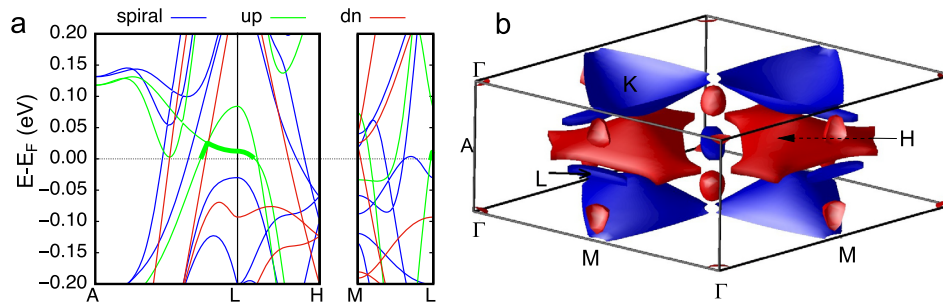 spiral up dn
a
E-E_F (eV)
0.20
0.15
0.10
0.05
0.00
−0.05
−0.10
−0.15
−0.20
A L H
M L
b
Γ
K
A
H
L
Γ
M
M
Γ